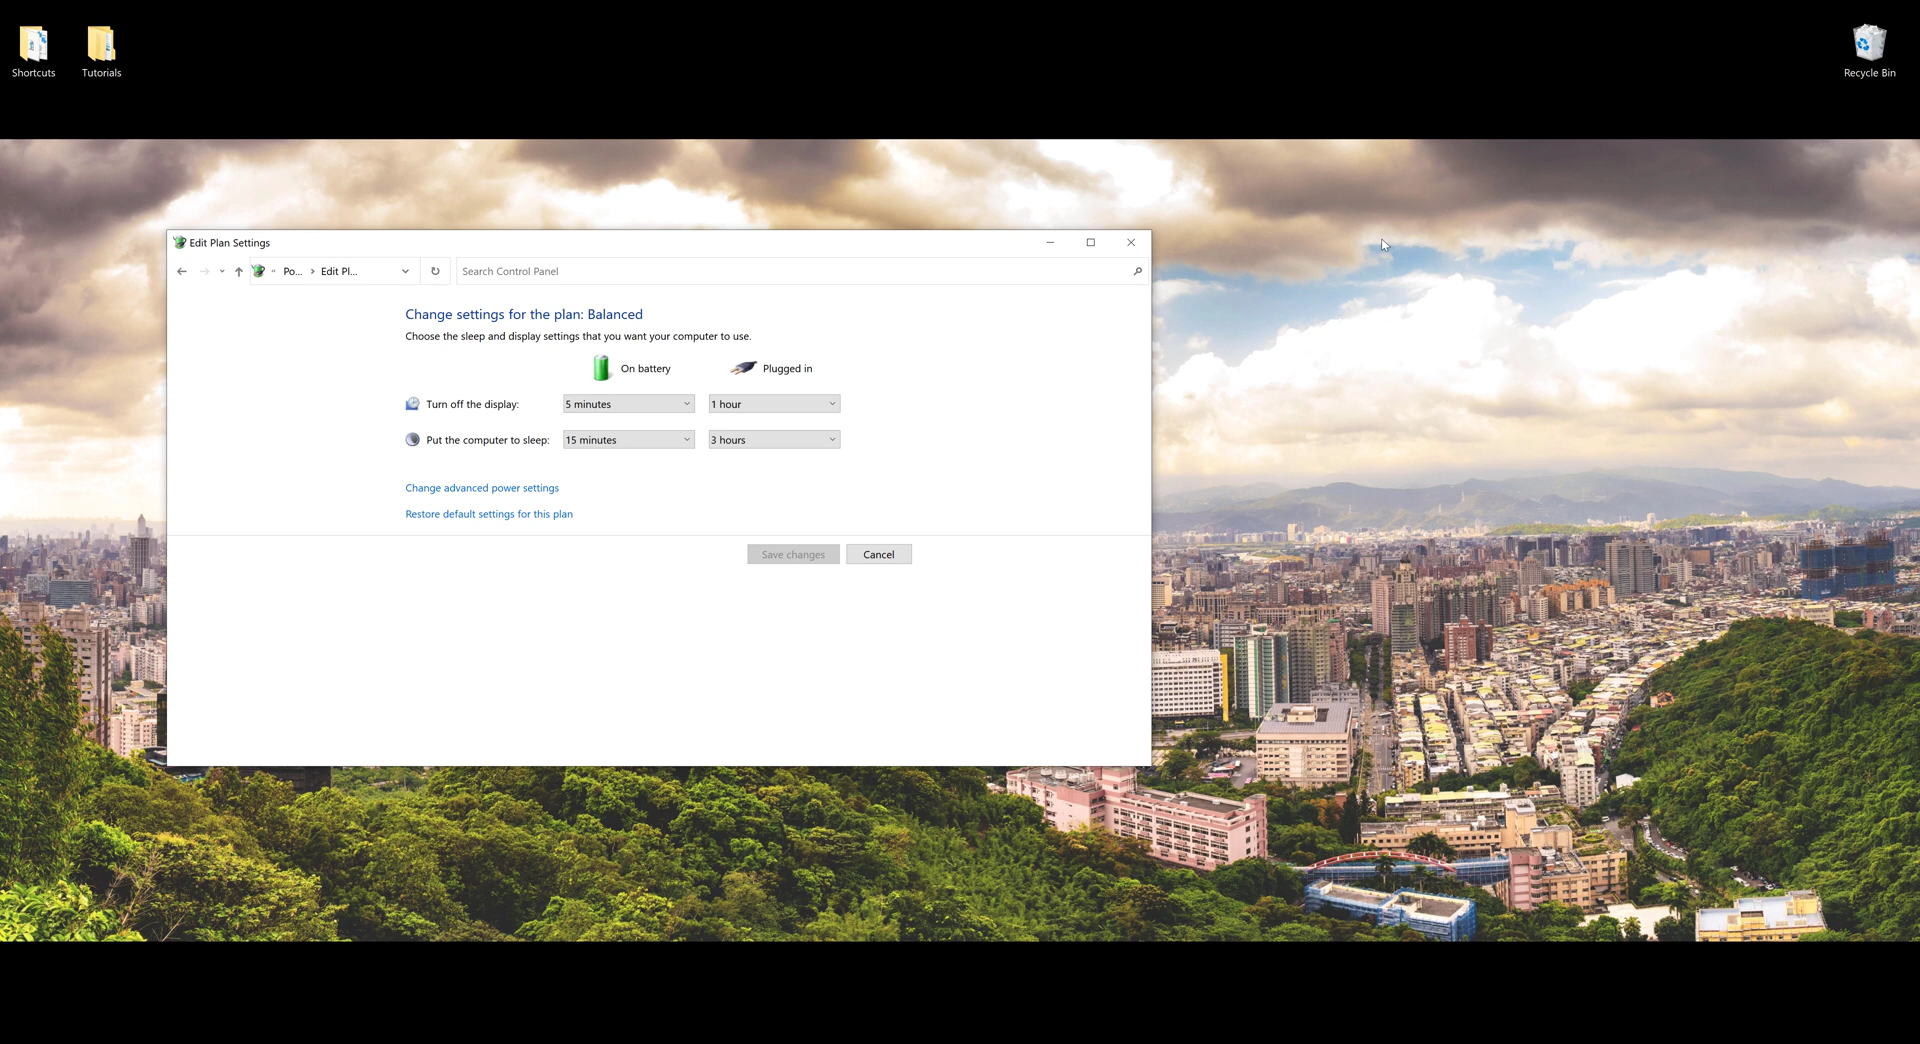 Shortcuts
Tutorials
Recycle Bin
Edit Plan Settings
« Po... > Edit Pl...
Search Control Panel
Change settings for the plan: Balanced
Choose the sleep and display settings that you want your computer to use.
On battery Plugged in
Turn off the display: 5 minutes 1 hour
Put the computer to sleep: 15 minutes 3 hours
Change advanced power settings
Restore default settings for this plan
Save changes Cancel